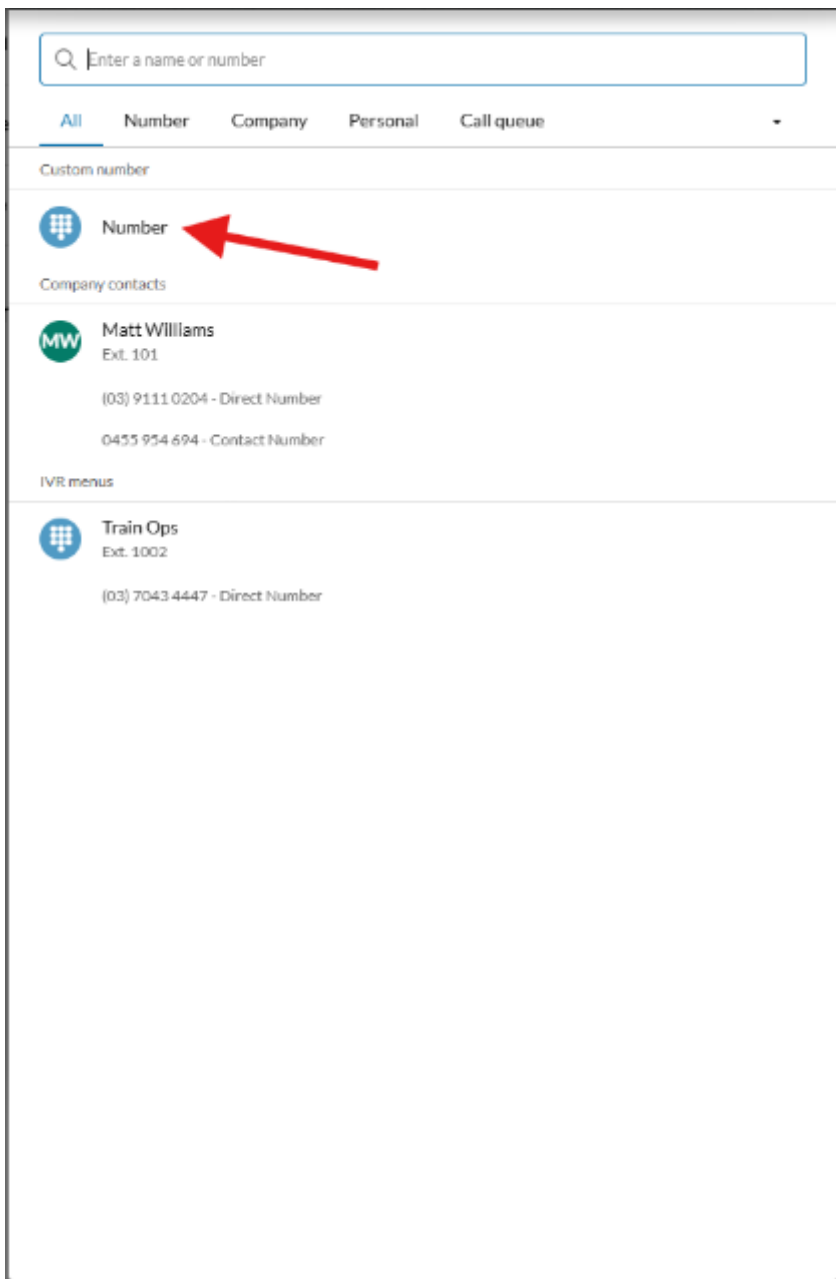 Enter a name or number
All Number Company Personal Call queue
Custom number
Number
Company contacts
MW
Matt Williams
Ext. 101
(03) 9111 0204 - Direct Number
0455 954 694 - Contact Number
IVR menus
Train Ops
Ext. 1002
(03) 7043 4447 - Direct Number